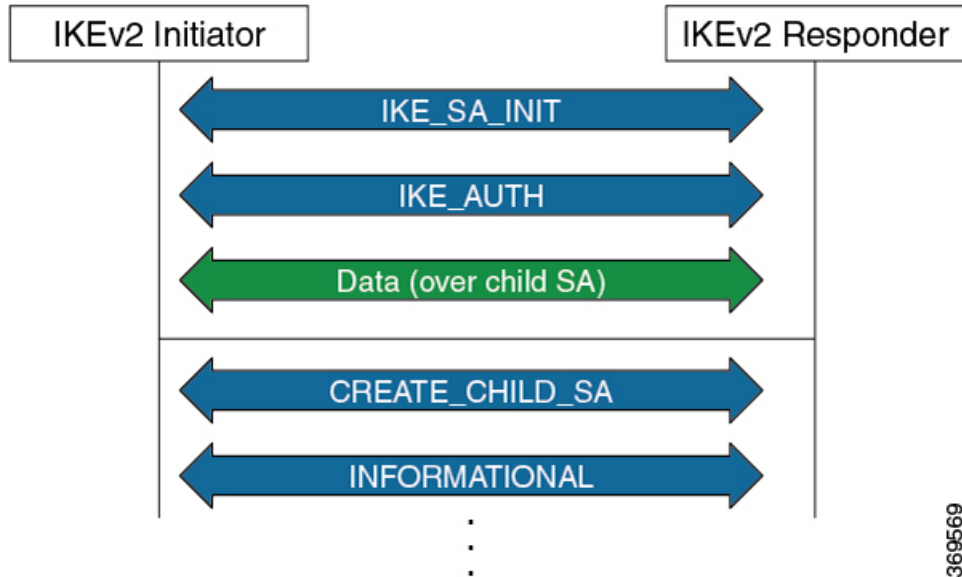 IKEv2 Initiator
IKEv2 Responder
IKE_SA_INIT
IKE_AUTH
Data (over child SA)
CREATE_CHILD_SA
INFORMATIONAL
369569